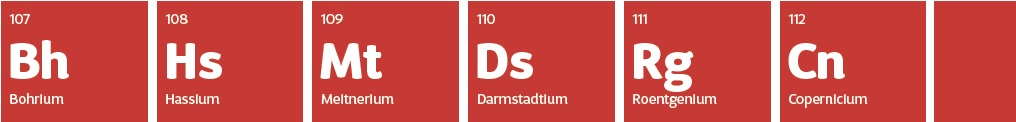 107
Bh
Bohrium
108
Hs
Hassium
109
Mt
Meitnerium
110
Ds
Darmstadtium
111
Rg
Roentgenium
112
Cn
Copernicium